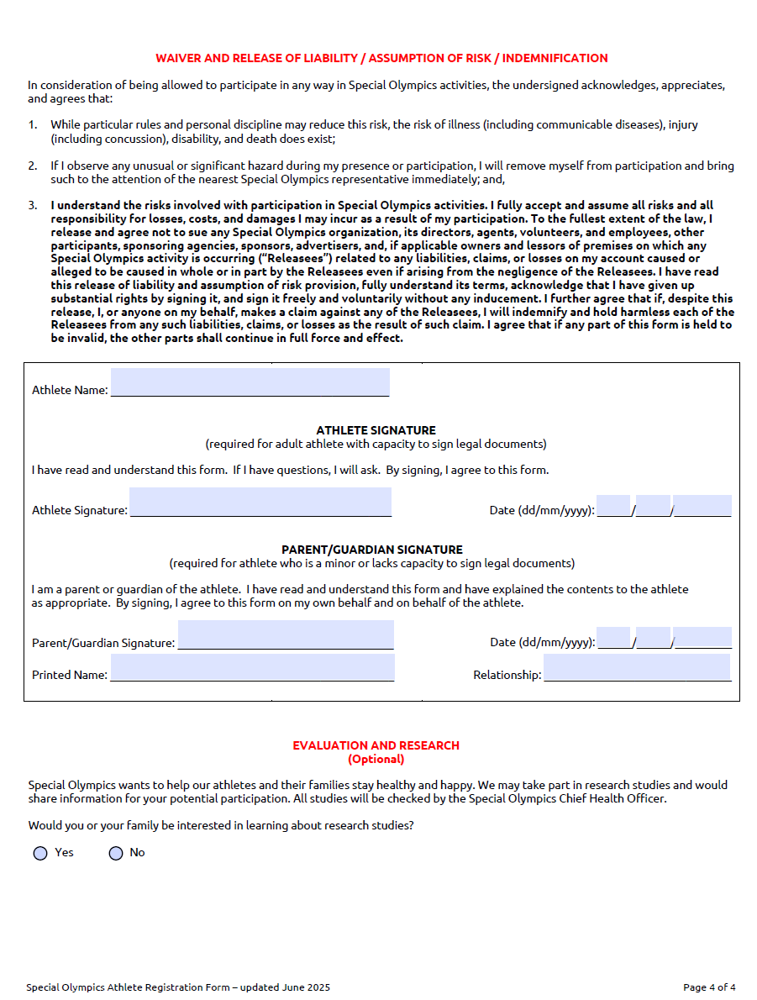 WAIVER AND RELEASE OF LIABILITY / ASSUMPTION OF RISK / INDEMNIFICATION
In consideration of being allowed to participate in any way in Special Olympics activities, the undersigned acknowledges, appreciates,
and agrees that:
1. While particular rules and personal discipline may reduce this risk, the risk of illness (including communicable diseases), injury
(including concussion), disability, and death does exist;
2. If I observe any unusual or significant hazard during my presence or participation, I will remove myself from participation and bring
such to the attention of the nearest Special Olympics representative immediately; and,
3. I understand the risks involved with participation in Special Olympics activities. I fully accept and assume all risks and all
responsibility for losses, costs, and damages I may incur as a result of my participation. To the fullest extent of the law, I
release and agree not to sue any Special Olympics organization, its directors, agents, volunteers, and employees, other
participants, sponsoring agencies, sponsors, advertisers, and, if applicable owners and lessors of premises on which any
Special Olympics activity is occurring (“Releasees”) related to any liabilities, claims, or losses on my account caused or
alleged to be caused in whole or in part by the Releasees even if arising from the negligence of the Releasees. I have read
this release of liability and assumption of risk provision, fully understand its terms, acknowledge that I have given up
substantial rights by signing it, and sign it freely and voluntarily without any inducement. I further agree that if, despite this
release, I, or anyone on my behalf, makes a claim against any of the Releasees, I will indemnify and hold harmless each of the
Releasees from any such liabilities, claims, or losses as the result of such claim. I agree that if any part of this form is held to
be invalid, the other parts shall continue in full force and effect.
Athlete Name:
ATHLETE SIGNATURE
(required for adult athlete with capacity to sign legal documents)
I have read and understand this form. If I have questions, I will ask. By signing, I agree to this form.
Athlete Signature: Date (dd/mm/yyyy): / /
PARENT/GUARDIAN SIGNATURE
(required for athlete who is a minor or lacks capacity to sign legal documents)
I am a parent or guardian of the athlete. I have read and understand this form and have explained the contents to the athlete
as appropriate. By signing, I agree to this form on my own behalf and on behalf of the athlete.
Parent/Guardian Signature: Date (dd/mm/yyyy): / /
Printed Name: Relationship:
EVALUATION AND RESEARCH
(Optional)
Special Olympics wants to help our athletes and their families stay healthy and happy. We may take part in research studies and would
share information for your potential participation. All studies will be checked by the Special Olympics Chief Health Officer.
Would you or your family be interested in learning about research studies?
Yes No
Special Olympics Athlete Registration Form – updated June 2025 Page 4 of 4